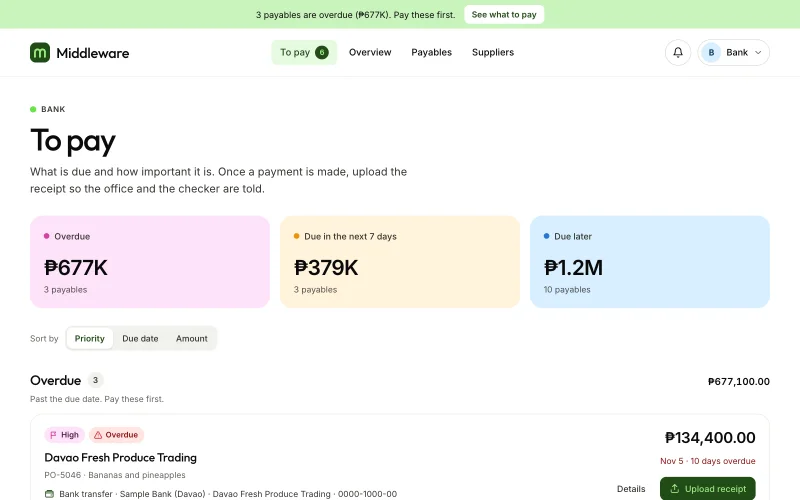 3 payables are overdue (₱677K). Pay these first. See what to pay
Middleware
To pay 6 Overview Payables Suppliers
B Bank
BANK
To pay
What is due and how important it is. Once a payment is made, upload the
receipt so the office and the checker are told.
Overdue
₱677K
3 payables
Due in the next 7 days
₱379K
3 payables
Due later
₱1.2M
10 payables
Sort by Priority Due date Amount
Overdue 3
₱677,100.00
Past the due date. Pay these first.
High Overdue
₱134,400.00
Davao Fresh Produce Trading
Nov 5 · 10 days overdue
PO-5046 · Bananas and pineapples
Bank transfer · Sample Bank (Davao) · Davao Fresh Produce Trading · 0000-1000-00
Details Upload receipt